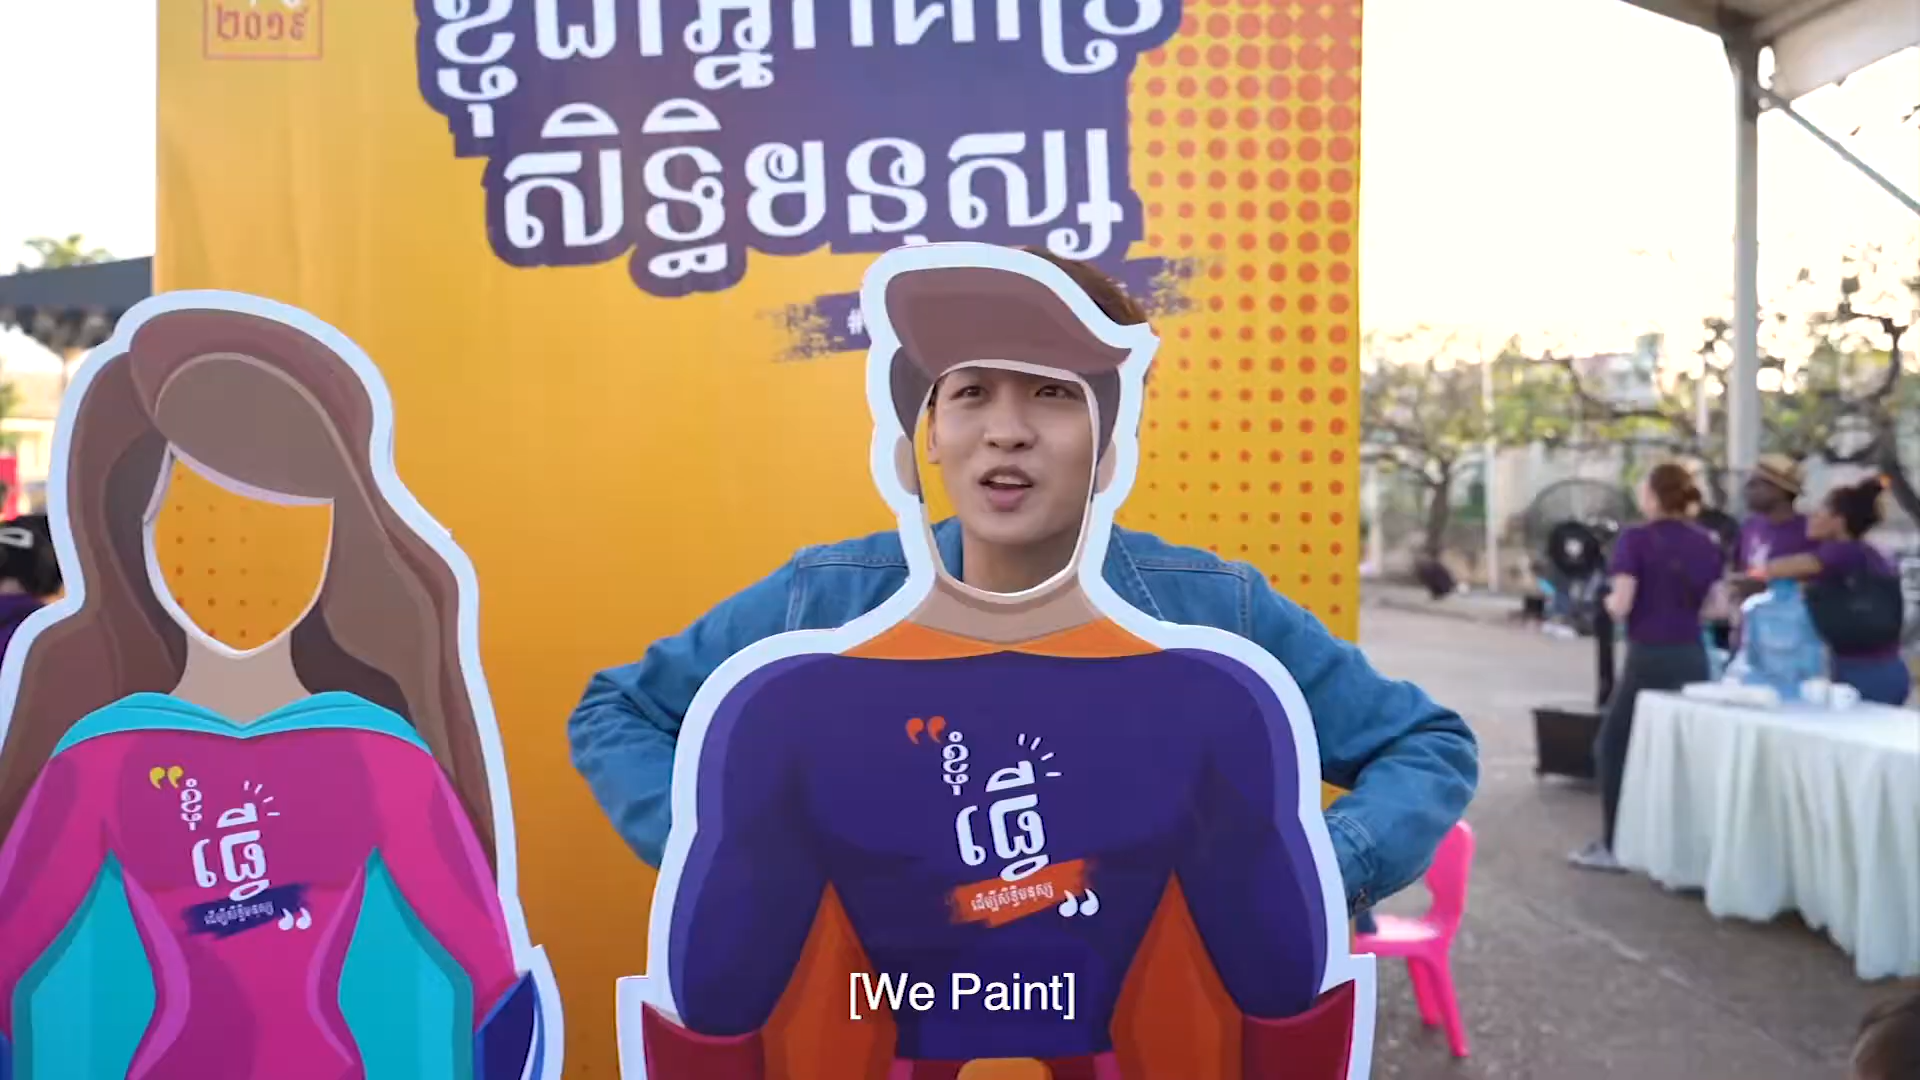 ២០១៩
ខ្ញុំជាអ្នកគាំទ្រ
សិទ្ធិមនុស្ស
#
ខ្ញុំ
ធ្វើ
ដើម្បីសិទ្ធិមនុស្ស
ខ្ញុំ
ធ្វើ
ដើម្បីសិទ្ធិមនុស្ស
[We Paint]